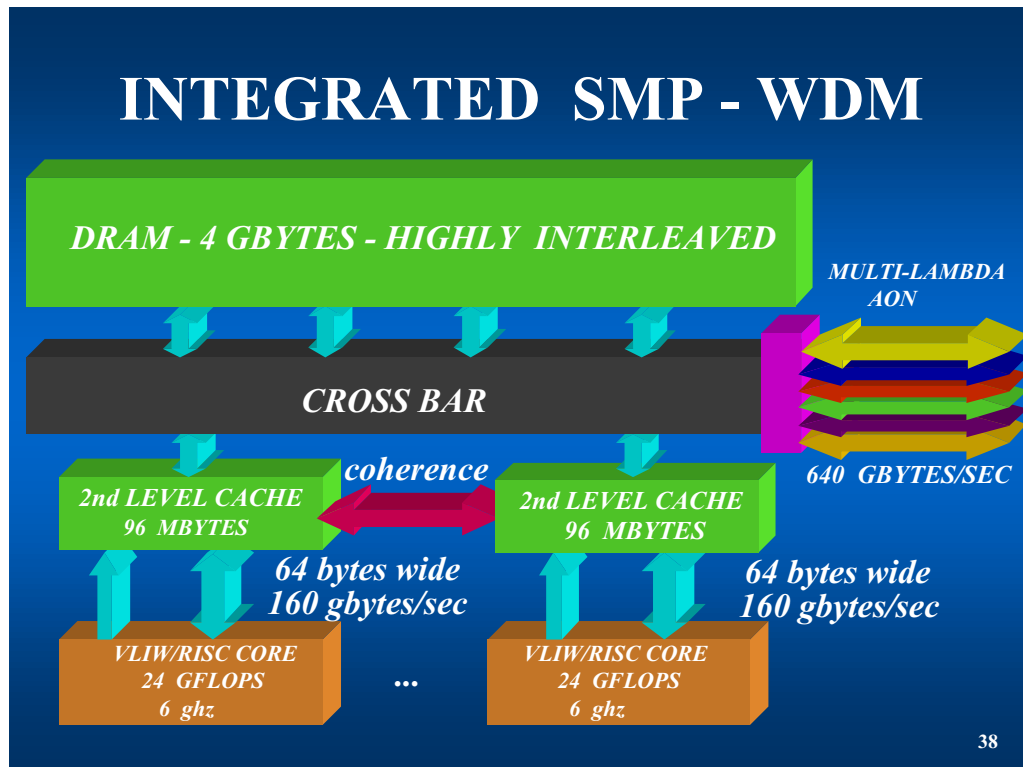 INTEGRATED SMP - WDM
DRAM - 4 GBYTES - HIGHLY INTERLEAVED
MULTI-LAMBDA
AON
CROSS BAR
640 GBYTES/SEC
coherence
2nd LEVEL CACHE
96 MBYTES
2nd LEVEL CACHE
96 MBYTES
64 bytes wide
160 gbytes/sec
64 bytes wide
160 gbytes/sec
VLIW/RISC CORE
24 GFLOPS
6 ghz
...
VLIW/RISC CORE
24 GFLOPS
6 ghz
38